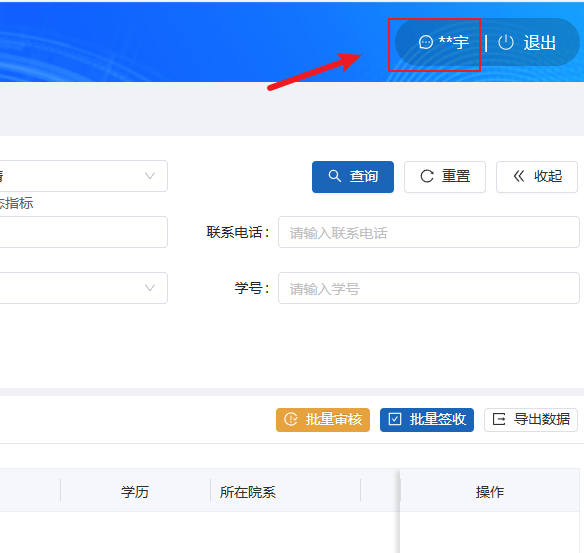 **宇 | 退出
查询 重置 收起
态指标
联系电话： 请输入联系电话
学号： 请输入学号
批量审核 批量签收 导出数据
学历 所在院系 操作